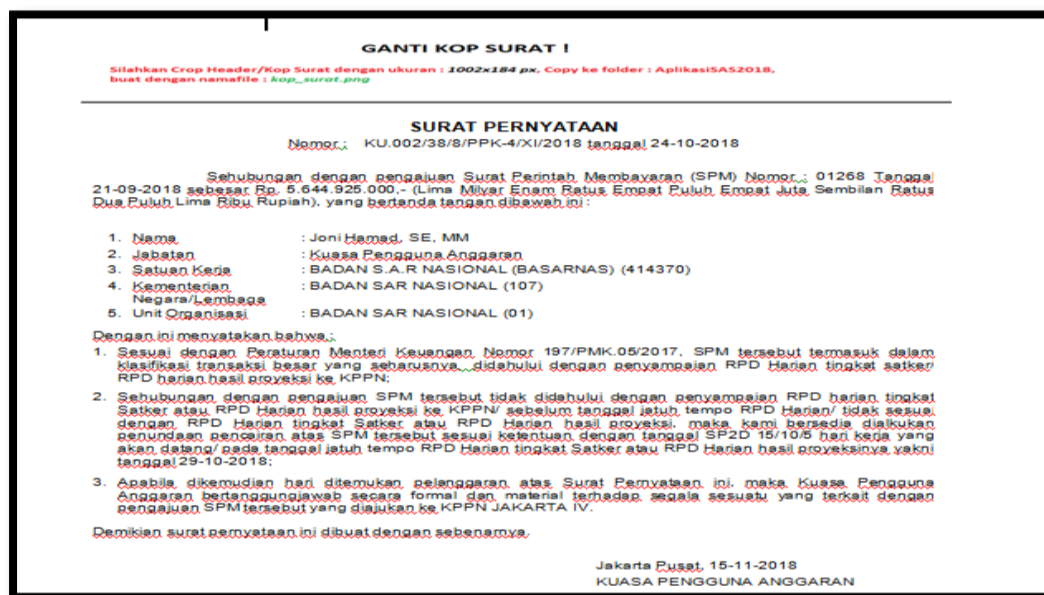 GANTI KOP SURAT !
Silahkan Crop Header/Kop Surat dengan ukuran : 1002x184 px, Copy ke folder : AplikasiSAS2018,
buat dengan namafile : kop_surat.png
SURAT PERNYATAAN
Nomor : KU.002/38/8/PPK-4/XI/2018 tanggal 24-10-2018
Sehubungan dengan pengajuan Surat Perintah Membayaran (SPM) Nomor : 01268 Tanggal
21-09-2018 sebesar Rp. 5.644.925.000,- (Lima Milyar Enam Ratus Empat Puluh Empat Juta Sembilan Ratus
Dua Puluh Lima Ribu Rupiah), yang bertanda tangan dibawah ini :
1. Nama : Joni Hamad, SE, MM
2. Jabatan : Kuasa Pengguna Anggaran
3. Satuan Kerja : BADAN S.A.R NASIONAL (BASARNAS) (414370)
4. Kementerian : BADAN SAR NASIONAL (107)
Negara/Lembaga
5. Unit Organisasi : BADAN SAR NASIONAL (01)
Dengan ini menyatakan bahwa :
1. Sesuai dengan Peraturan Menteri Keuangan Nomor 197/PMK.05/2017, SPM tersebut termasuk dalam
klasifikasi transaksi besar yang seharusnya didahului dengan penyampaian RPD Harian tingkat satker/
RPD harian hasil proyeksi ke KPPN;
2. Sehubungan dengan pengajuan SPM tersebut tidak didahului dengan penyampaian RPD harian tingkat
Satker atau RPD Harian hasil proyeksi ke KPPN/ sebelum tanggal jatuh tempo RPD Harian/ tidak sesuai
dengan RPD Harian tingkat Satker atau RPD Harian hasil proyeksi, maka kami bersedia dialkukan
penundaan pencairan atas SPM tersebut sesuai ketentuan dengan tanggal SP2D 15/10/5 hari kerja yang
akan datang/ pada tanggal jatuh tempo RPD Harian tingkat Satker atau RPD Harian hasil proyeksinya yakni
tanggal 29-10-2018;
3. Apabila dikemudian hari ditemukan pelanggaran atas Surat Pernyataan ini, maka Kuasa Pengguna
Anggaran bertanggungjawab secara formal dan material terhadap segala sesuatu yang terkait dengan
pengajuan SPM tersebut yang diajukan ke KPPN JAKARTA IV.
Demikian surat pernyataan ini dibuat dengan sebenarnya.
Jakarta Pusat, 15-11-2018
KUASA PENGGUNA ANGGARAN